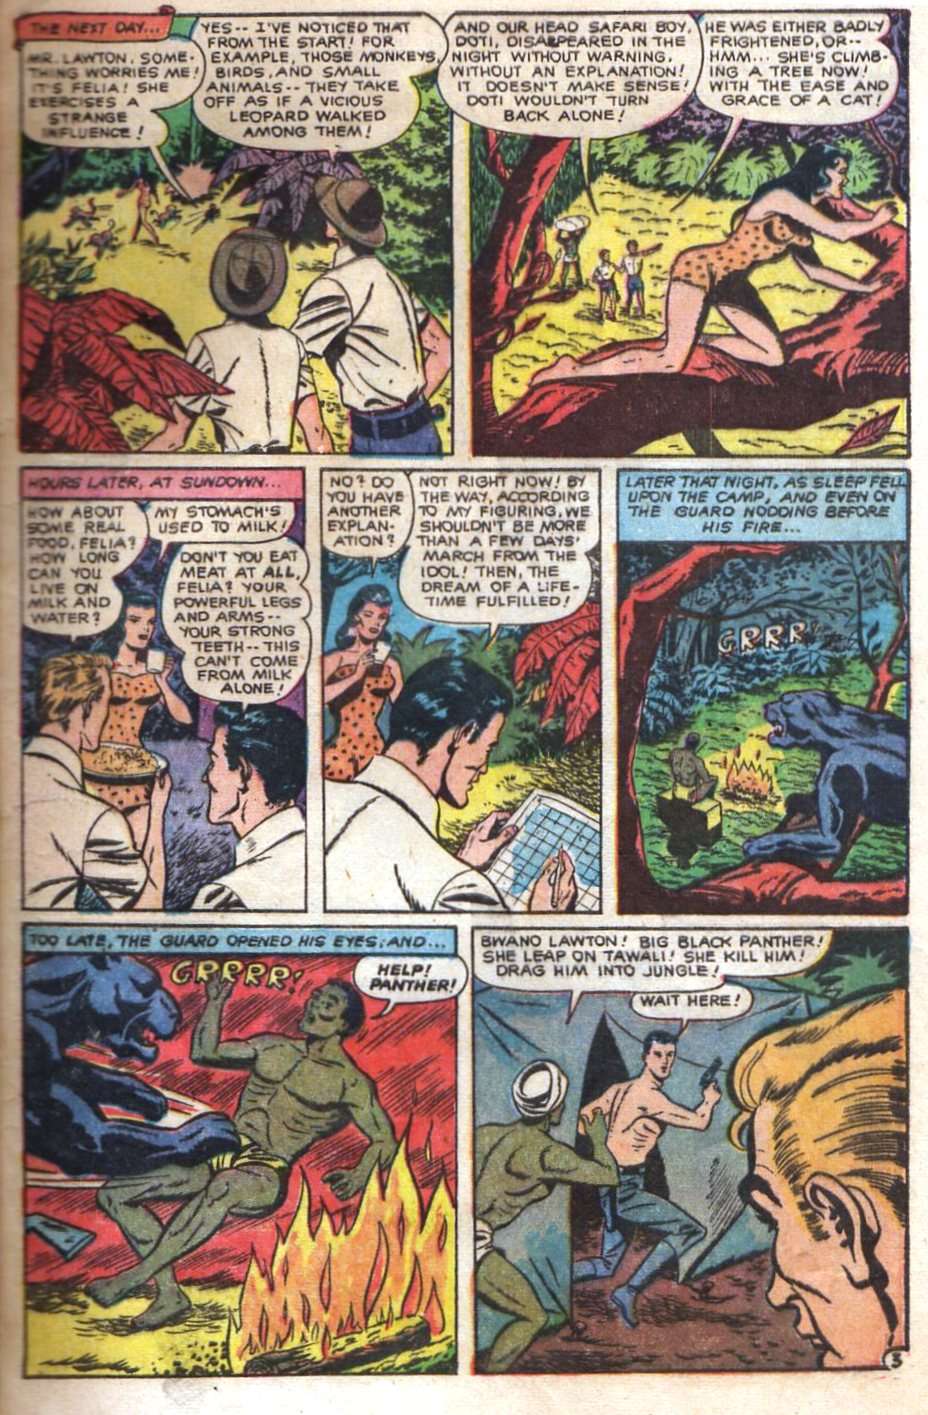 THE NEXT DAY...
MR. LAWTON, SOME-
THING WORRIES ME!
IT'S FELIA! SHE
EXERCISES A
STRANGE
INFLUENCE!
YES-- I'VE NOTICED THAT
FROM THE START! FOR
EXAMPLE, THOSE MONKEYS,
BIRDS, AND SMALL
ANIMALS-- THEY TAKE
OFF AS IF A VICIOUS
LEOPARD WALKED
AMONG THEM!
AND OUR HEAD SAFARI BOY,
DOTI, DISAPPEARED IN THE
NIGHT WITHOUT WARNING,
WITHOUT AN EXPLANATION!
IT DOESN'T MAKE SENSE!
DOTI WOULDN'T TURN
BACK ALONE!
HE WAS EITHER BADLY
FRIGHTENED, OR--
HMM... SHE'S CLIMB-
ING A TREE NOW!
WITH THE EASE AND
GRACE OF A CAT!
HOURS LATER, AT SUNDOWN...
HOW ABOUT
SOME REAL
FOOD, FELIA?
HOW LONG
CAN YOU
LIVE ON
MILK AND
WATER?
MY STOMACH'S
USED TO MILK!
DON'T YOU EAT
MEAT AT ALL,
FELIA? YOUR
POWERFUL LEGS
AND ARMS--
YOUR STRONG
TEETH-- THIS
CAN'T COME
FROM MILK
ALONE!
NO? DO
YOU HAVE
ANOTHER
EXPLAN-
ATION?
NOT RIGHT NOW! BY
THE WAY, ACCORDING
TO MY FIGURING, WE
SHOULDN'T BE MORE
THAN A FEW DAYS'
MARCH FROM THE
IDOL! THEN, THE
DREAM OF A LIFE-
TIME FULFILLED!
LATER THAT NIGHT, AS SLEEP FELL
UPON THE CAMP, AND EVEN ON
THE GUARD NODDING BEFORE
HIS FIRE...
GRRR!
TOO LATE, THE GUARD OPENED HIS EYES, AND...
GRRRR!
HELP!
PANTHER!
BWANO LAWTON! BIG BLACK PANTHER!
SHE LEAP ON TAWALI! SHE KILL HIM!
DRAG HIM INTO JUNGLE!
WAIT HERE!
3